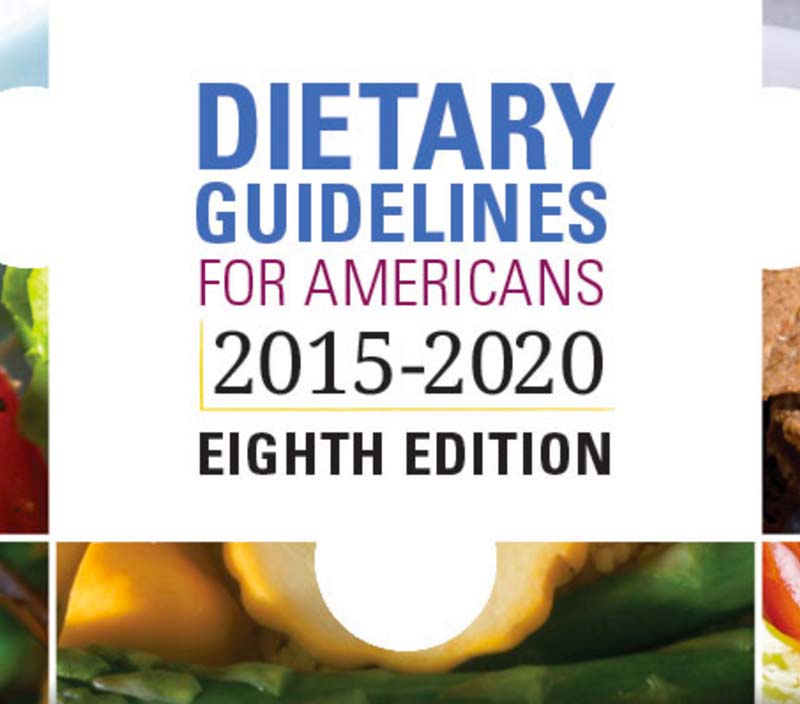 DIETARY
GUIDELINES
FOR AMERICANS
2015-2020
EIGHTH EDITION